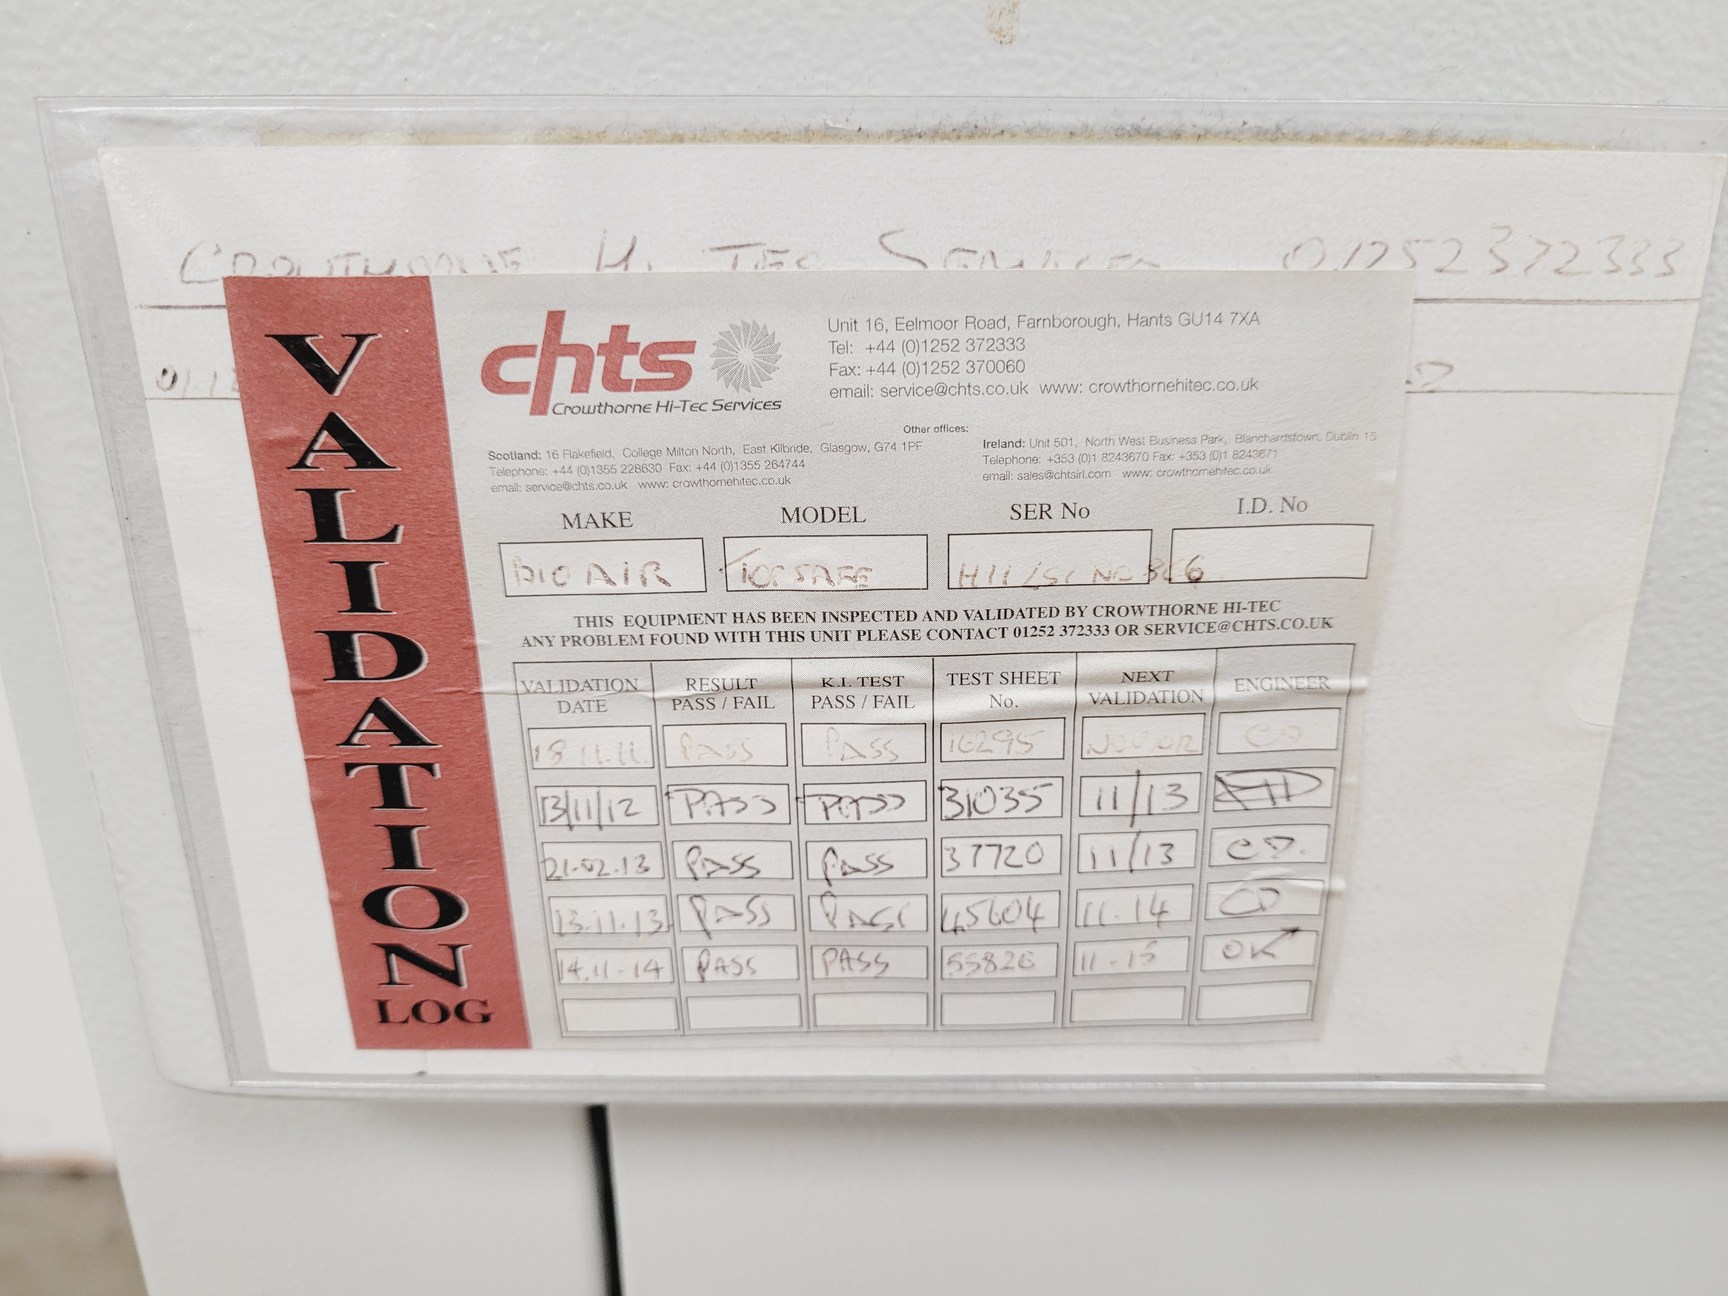 CROWTHORNE HI TEC SERVICES 01252372333
VALIDATION LOG
chts
Crowthorne Hi-Tec Services
Unit 16, Eelmoor Road, Farnborough, Hants GU14 7XA
Tel: +44 (0)1252 372333
Fax: +44 (0)1252 370060
email: service@chts.co.uk www: crowthornehitec.co.uk
Other offices:
Scotland: 16 Flakefield, College Milton North, East Kilbride, Glasgow, G74 1PF
Telephone: +44 (0)1355 228630 Fax: +44 (0)1355 264744
email: service@chts.co.uk www: crowthornehitec.co.uk
Ireland: Unit 501, North West Business Park, Blanchardstown, Dublin 15
Telephone: +353 (0)1 8243670 Fax: +353 (0)1 8243671
email: sales@chtsirl.com www: crowthornehitec.co.uk
MAKE MODEL SER No I.D. No
BIO AIR TOPSAFE
THIS EQUIPMENT HAS BEEN INSPECTED AND VALIDATED BY CROWTHORNE HI-TEC
ANY PROBLEM FOUND WITH THIS UNIT PLEASE CONTACT 01252 372333 OR SERVICE@CHTS.CO.UK
VALIDATION DATE RESULT PASS / FAIL K.I. TEST PASS / FAIL TEST SHEET No. NEXT VALIDATION ENGINEER
18.11.11. PASS PASS 16295 CD
13/11/12 PASS PASS 31035 11/13
21.02.13 PASS PASS 37720 11/13 CD.
13.11.13 PASS PASS 45604 11.14 CD
14.11.14 PASS PASS 55826 11-15 OK